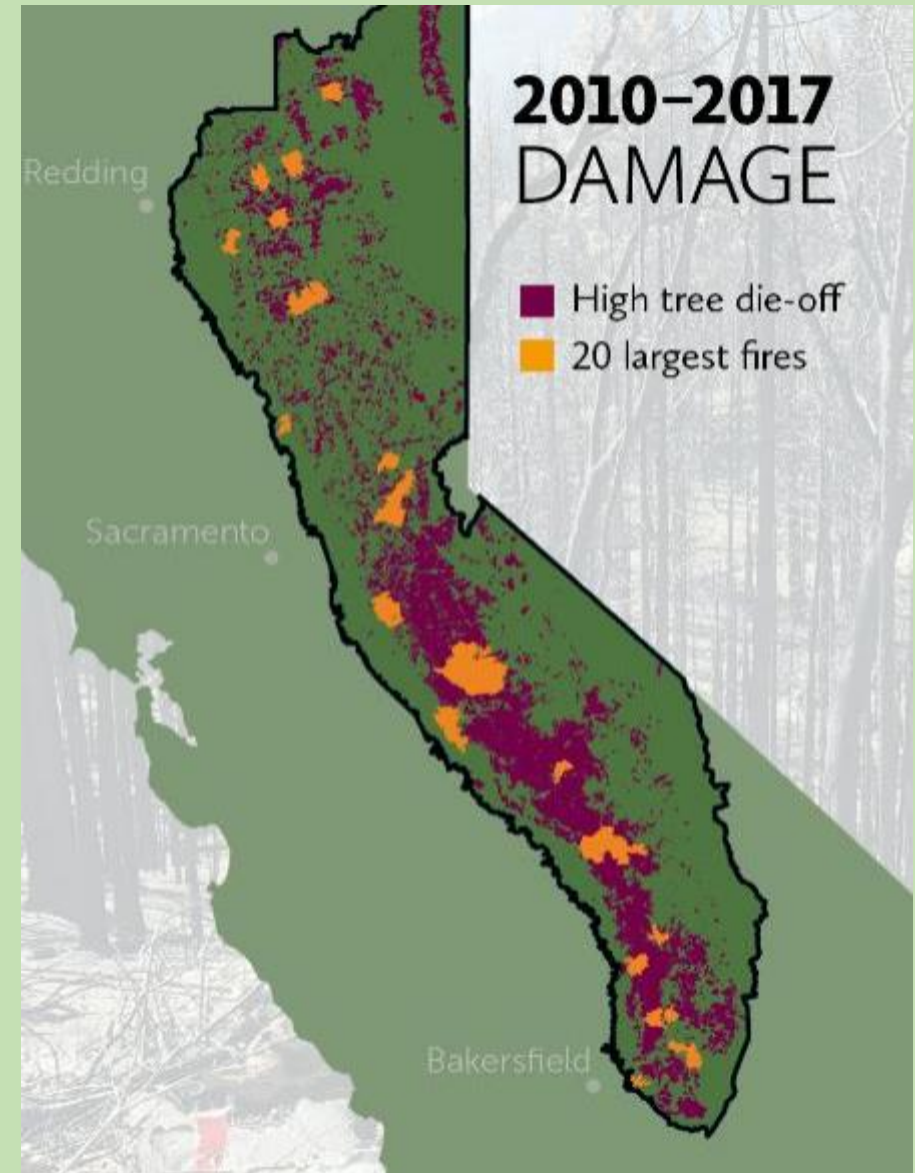 2010–2017
DAMAGE
High tree die-off
20 largest fires
Redding
Sacramento
Bakersfield